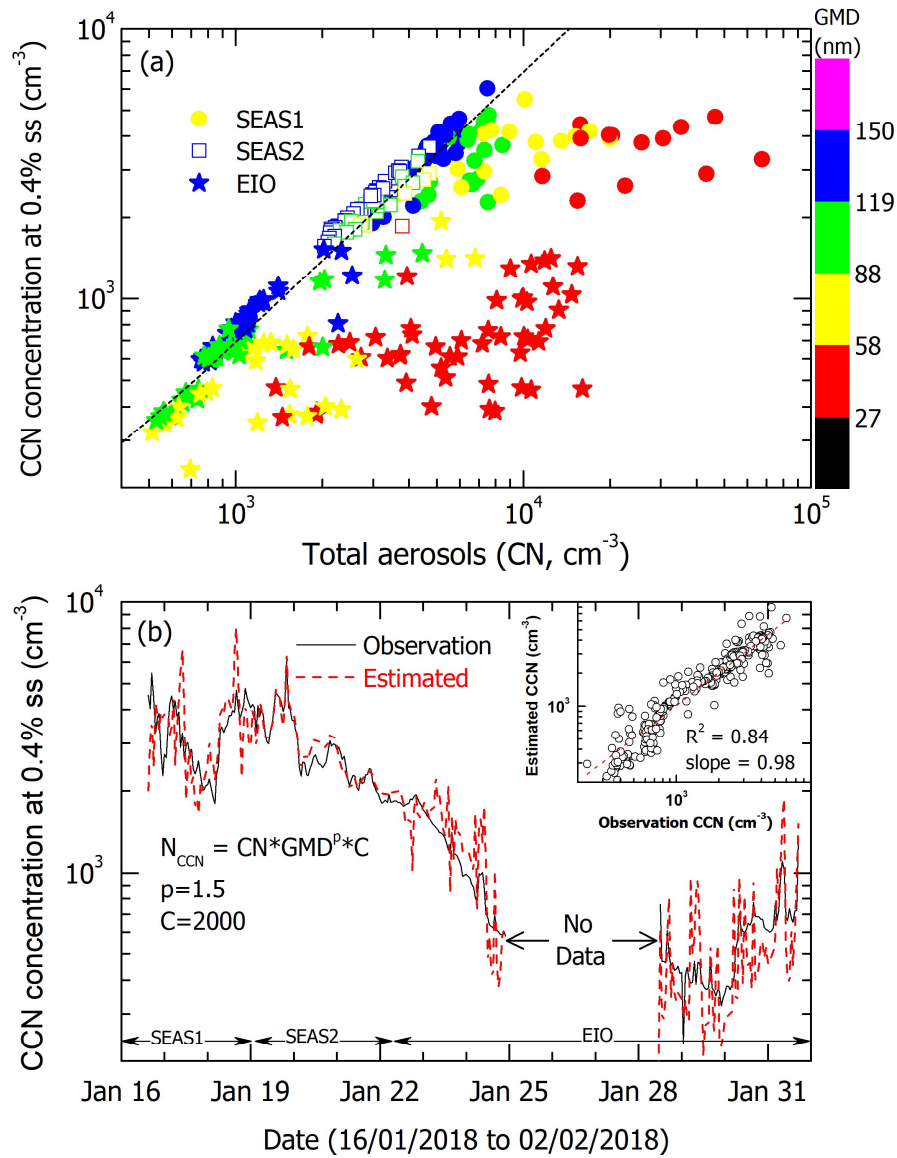 (a)
GMD
(nm)
CCN concentration at 0.4% ss (cm⁻³)
10⁴
10³
SEAS1
SEAS2
EIO
150
119
88
58
27
10³
10⁴
10⁵
Total aerosols (CN, cm⁻³)
(b)
CCN concentration at 0.4% ss (cm⁻³)
10⁴
10³
Observation
Estimated
Estimated CCN (cm⁻³)
10³
R² = 0.84
slope = 0.98
10³
Observation CCN (cm⁻³)
N_CCN = CN*GMDᵖ*C
p=1.5
C=2000
No
Data
SEAS1
SEAS2
EIO
Jan 16
Jan 19
Jan 22
Jan 25
Jan 28
Jan 31
Date (16/01/2018 to 02/02/2018)